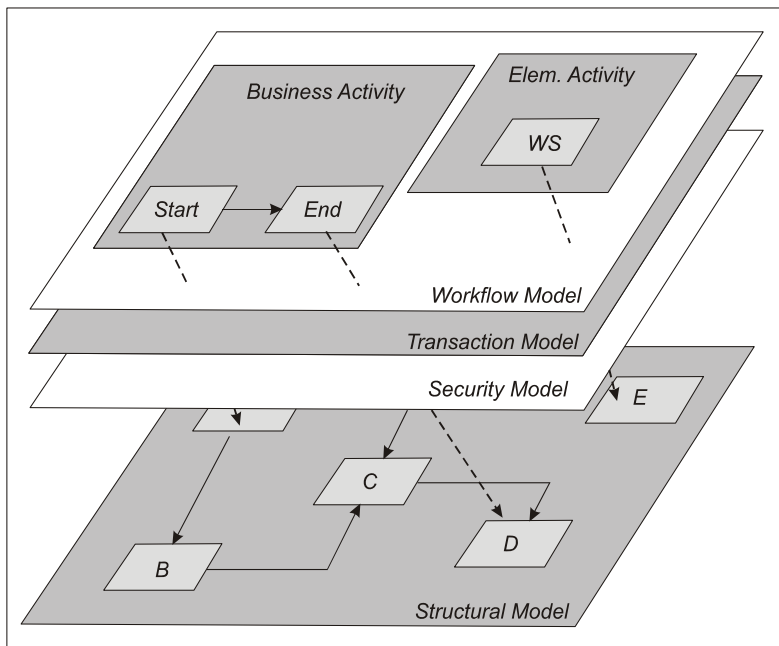 Business Activity
Elem. Activity
WS
Start
End
Workflow Model
Transaction Model
Security Model
E
C
D
B
Structural Model